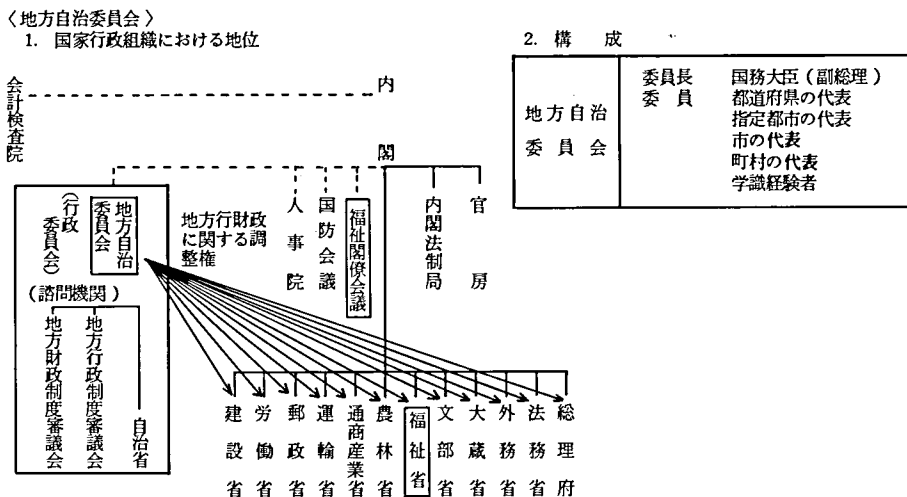 〈地方自治委員会〉
1. 国家行政組織における地位
会計検査院
内閣
官房
内閣法制局
福祉閣僚会議
国防会議
人事院
地方行財政
に関する調
整権
地方自治
委員会
(行政
委員会)
(諮問機関)
自治省
地方行政制度審議会
地方財政制度審議会
総理府
法務省
外務省
大蔵省
文部省
福祉省
農林省
通商産業省
運輸省
郵政省
労働省
建設省
2. 構 成
地方自治
委員会
委員長 国務大臣(副総理)
委員 都道府県の代表
指定都市の代表
市の代表
町村の代表
学識経験者